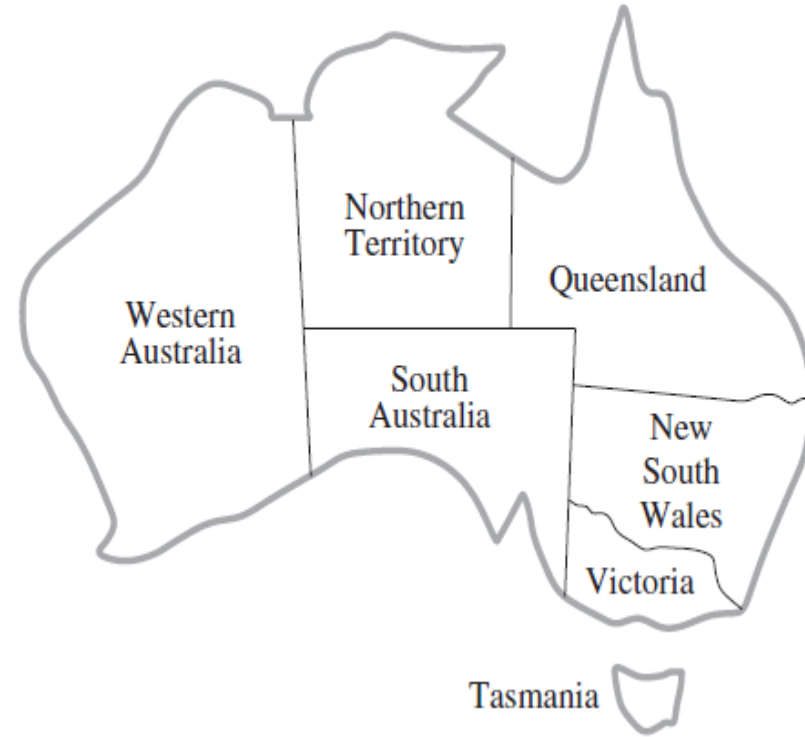 Northern
Territory
Queensland
Western
Australia
South
Australia
New
South
Wales
Victoria
Tasmania